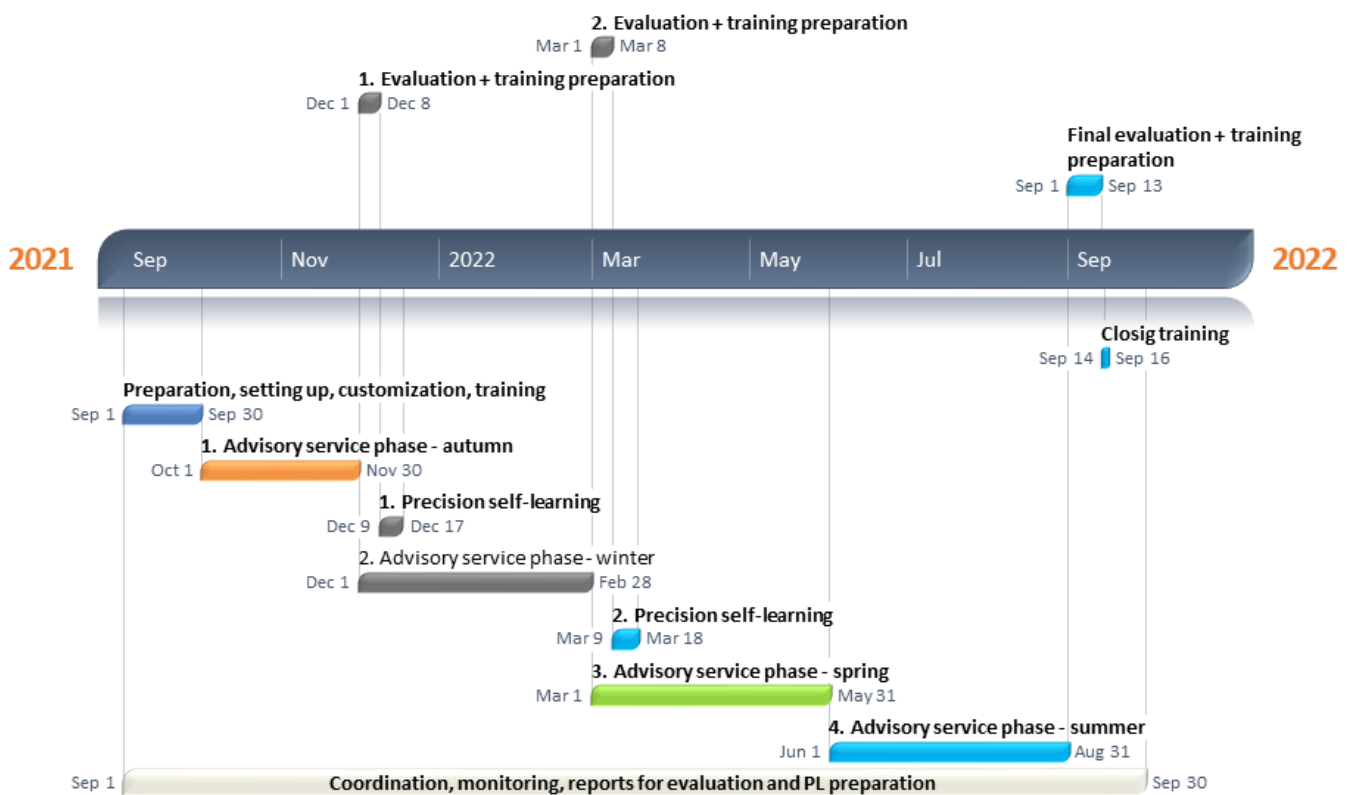 2. Evaluation + training preparation
Mar 1 Mar 8
1. Evaluation + training preparation
Dec 1 Dec 8
Final evaluation + training
preparation
Sep 1 Sep 13
2021 Sep Nov 2022 Mar May Jul Sep 2022
Closig training
Sep 14 Sep 16
Preparation, setting up, customization, training
Sep 1 Sep 30
1. Advisory service phase - autumn
Oct 1 Nov 30
1. Precision self-learning
Dec 9 Dec 17
2. Advisory service phase - winter
Dec 1 Feb 28
2. Precision self-learning
Mar 9 Mar 18
3. Advisory service phase - spring
Mar 1 May 31
4. Advisory service phase - summer
Jun 1 Aug 31
Sep 1 Coordination, monitoring, reports for evaluation and PL preparation Sep 30